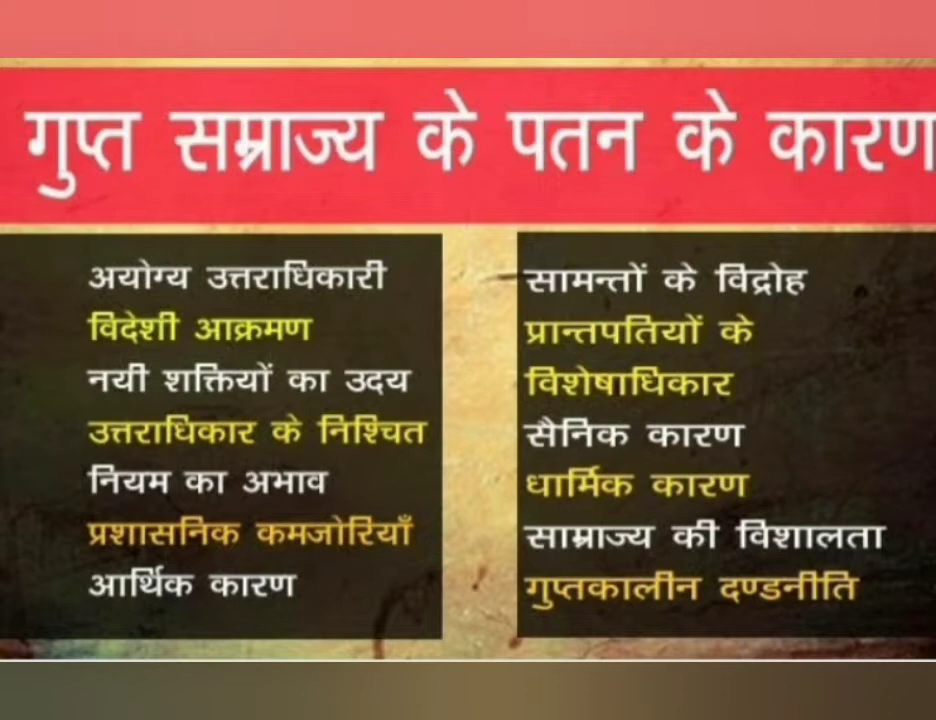 गुप्त सम्राज्य के पतन के कारण
अयोग्य उत्तराधिकारी
विदेशी आक्रमण
नयी शक्तियों का उदय
उत्तराधिकार के निश्चित
नियम का अभाव
प्रशासनिक कमजोरियाँ
आर्थिक कारण
सामन्तों के विद्रोह
प्रान्तपतियों के
विशेषाधिकार
सैनिक कारण
धार्मिक कारण
साम्राज्य की विशालता
गुप्तकालीन दण्डनीति